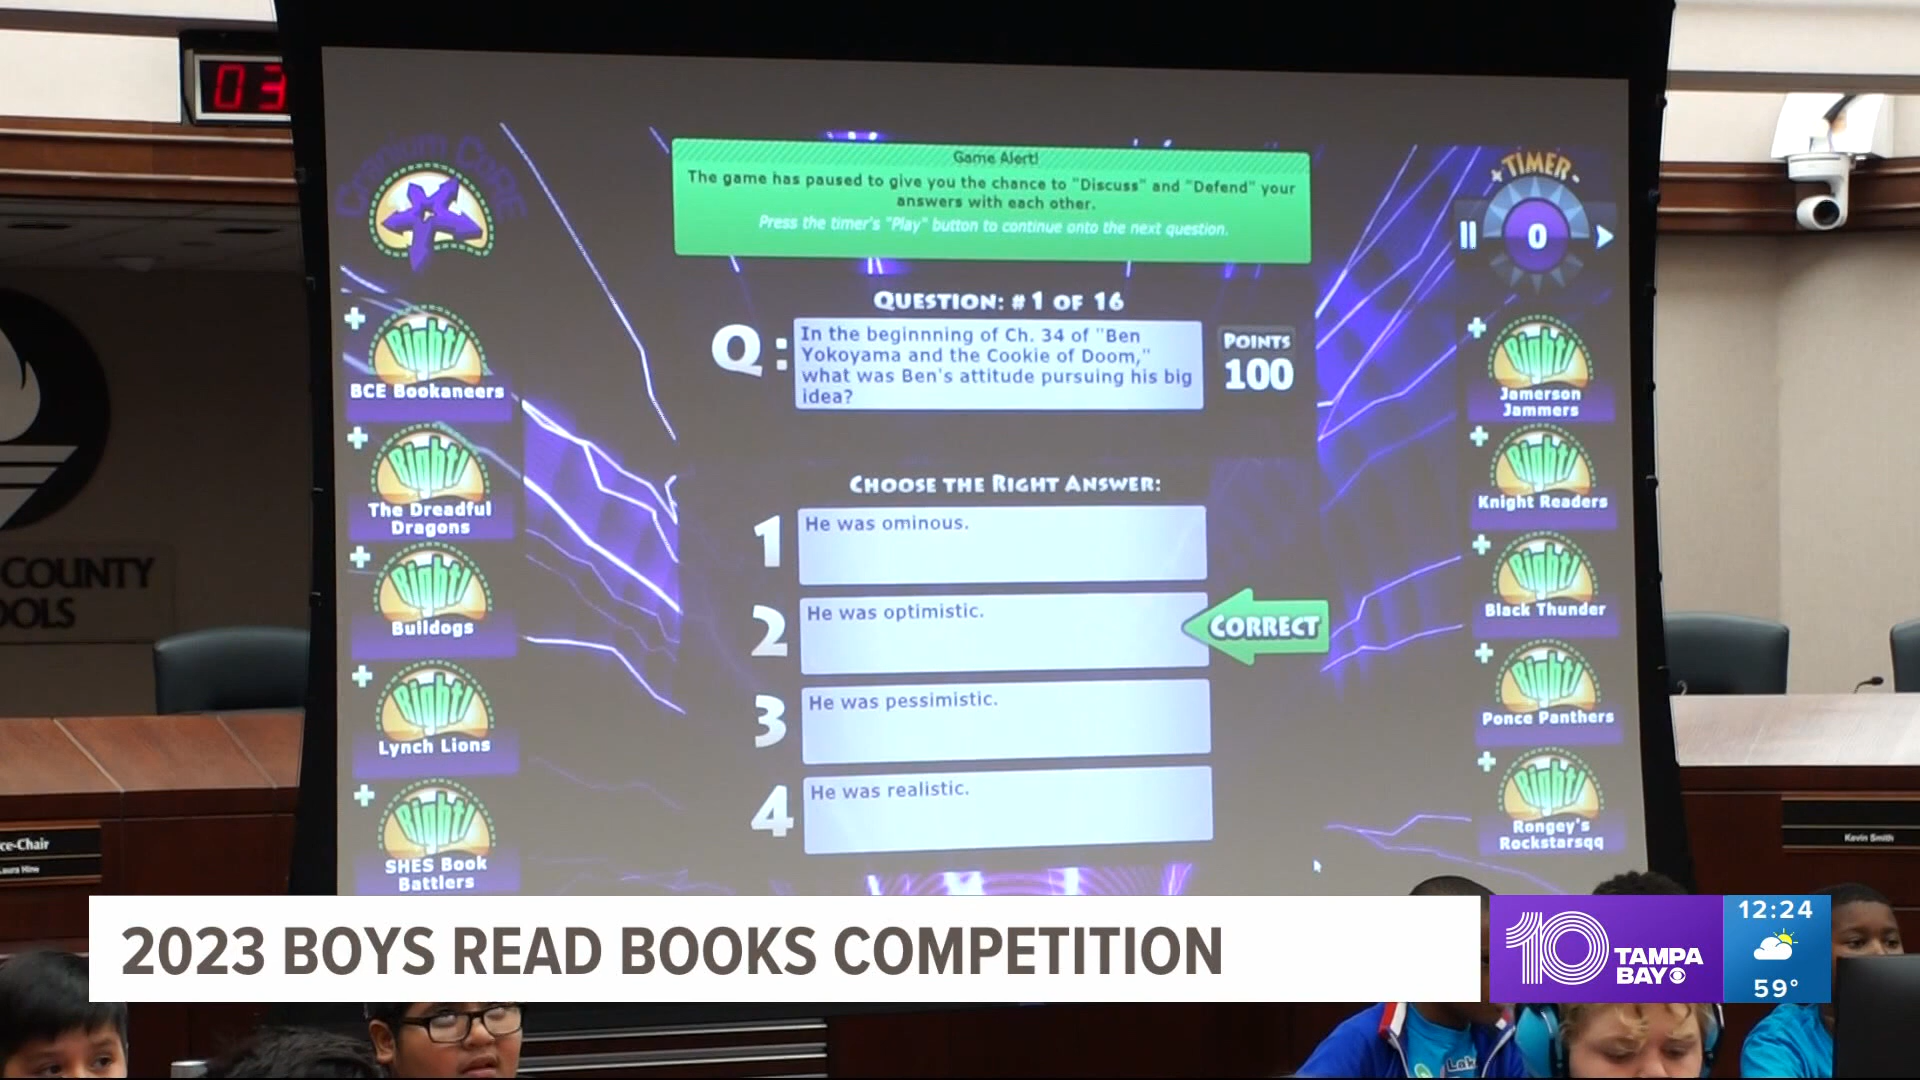 03
Cranium CORE
Game Alert!
The game has paused to give you the chance to "Discuss" and "Defend" your
answers with each other.
Press the timer's "Play" button to continue onto the next question.
TIMER
0
QUESTION: #1 OF 16
Q:
In the beginnning of Ch. 34 of "Ben
Yokoyama and the Cookie of Doom,"
what was Ben's attitude pursuing his big
idea?
POINTS
100
CHOOSE THE RIGHT ANSWER:
1
He was ominous.
2
He was optimistic.
CORRECT
3
He was pessimistic.
4
He was realistic.
Right!
BCE Bookaneers
Right!
The Dreadful
Dragons
Right!
Bulldogs
Right!
Lynch Lions
Right!
SHES Book
Battlers
Right!
Jamerson
Jammers
Right!
Knight Readers
Right!
Black Thunder
Right!
Ponce Panthers
Right!
Rongey's
Rockstarsqq
COUNTY
OOLS
ce-Chair
Laura Hine
Kevin Smith
2023 BOYS READ BOOKS COMPETITION
10 TAMPA
BAY
12:24
59°
Lak